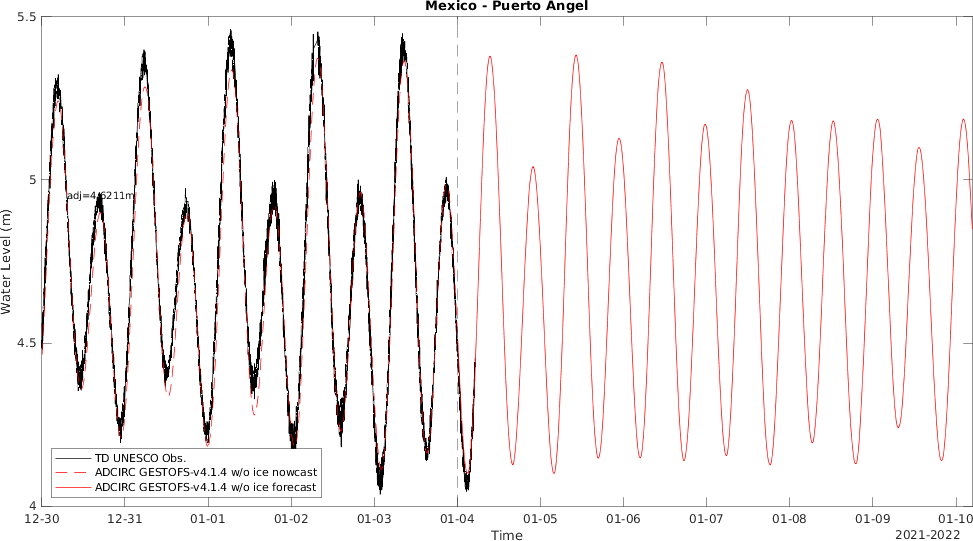 Mexico - Puerto Angel
5.5
5
4.5
4
Water Level (m)
adj=4.6211m
TD UNESCO Obs.
ADCIRC GESTOFS-v4.1.4 w/o ice nowcast
ADCIRC GESTOFS-v4.1.4 w/o ice forecast
12-30 12-31 01-01 01-02 01-03 01-04 01-05 01-06 01-07 01-08 01-09 01-10
Time
2021-2022